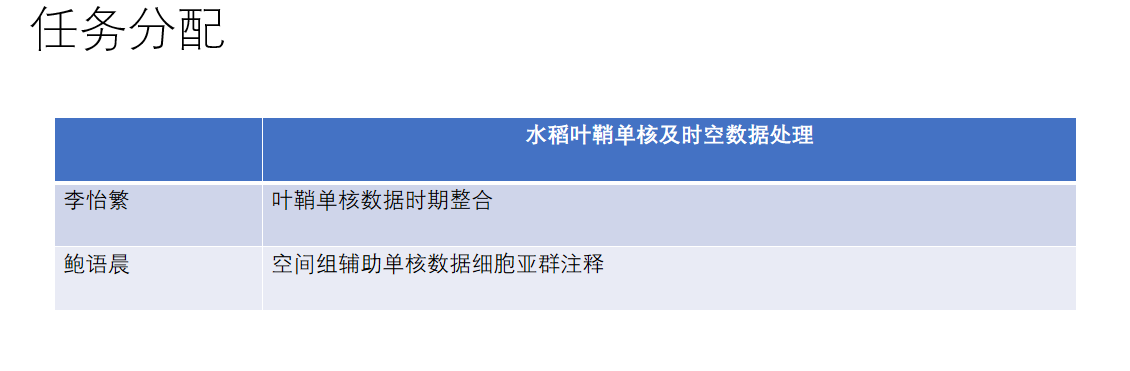 任务分配
水稻叶鞘单核及时空数据处理
李怡繁
叶鞘单核数据时期整合
鲍语晨
空间组辅助单核数据细胞亚群注释